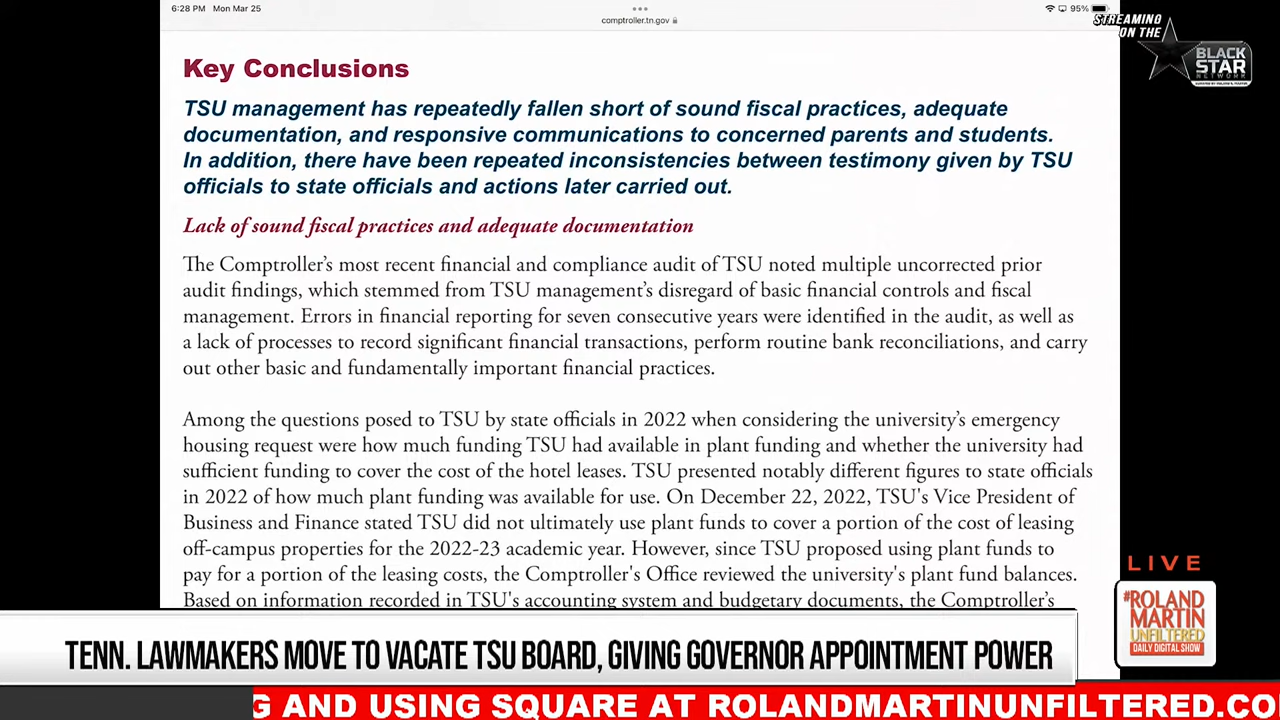 6:28 PM Mon Mar 25
95%
comptroller.tn.gov
STREAMING
ON THE
BLACK
STAR
NETWORK
Key Conclusions
TSU management has repeatedly fallen short of sound fiscal practices, adequate
documentation, and responsive communications to concerned parents and students.
In addition, there have been repeated inconsistencies between testimony given by TSU
officials to state officials and actions later carried out.
Lack of sound fiscal practices and adequate documentation
The Comptroller's most recent financial and compliance audit of TSU noted multiple uncorrected prior
audit findings, which stemmed from TSU management's disregard of basic financial controls and fiscal
management. Errors in financial reporting for seven consecutive years were identified in the audit, as well as
a lack of processes to record significant financial transactions, perform routine bank reconciliations, and carry
out other basic and fundamentally important financial practices.
Among the questions posed to TSU by state officials in 2022 when considering the university's emergency
housing request were how much funding TSU had available in plant funding and whether the university had
sufficient funding to cover the cost of the hotel leases. TSU presented notably different figures to state officials
in 2022 of how much plant funding was available for use. On December 22, 2022, TSU's Vice President of
Business and Finance stated TSU did not ultimately use plant funds to cover a portion of the cost of leasing
off-campus properties for the 2022-23 academic year. However, since TSU proposed using plant funds to
pay for a portion of the leasing costs, the Comptroller's Office reviewed the university's plant fund balances.
Based on information recorded in TSU's accounting system and budgetary documents, the Comptroller's
LIVE
#ROLAND
MARTIN
UNFILTERED
DAILY DIGITAL SHOW
TENN. LAWMAKERS MOVE TO VACATE TSU BOARD, GIVING GOVERNOR APPOINTMENT POWER
G AND USING SQUARE AT ROLANDMARTINUNFILTERED.CO